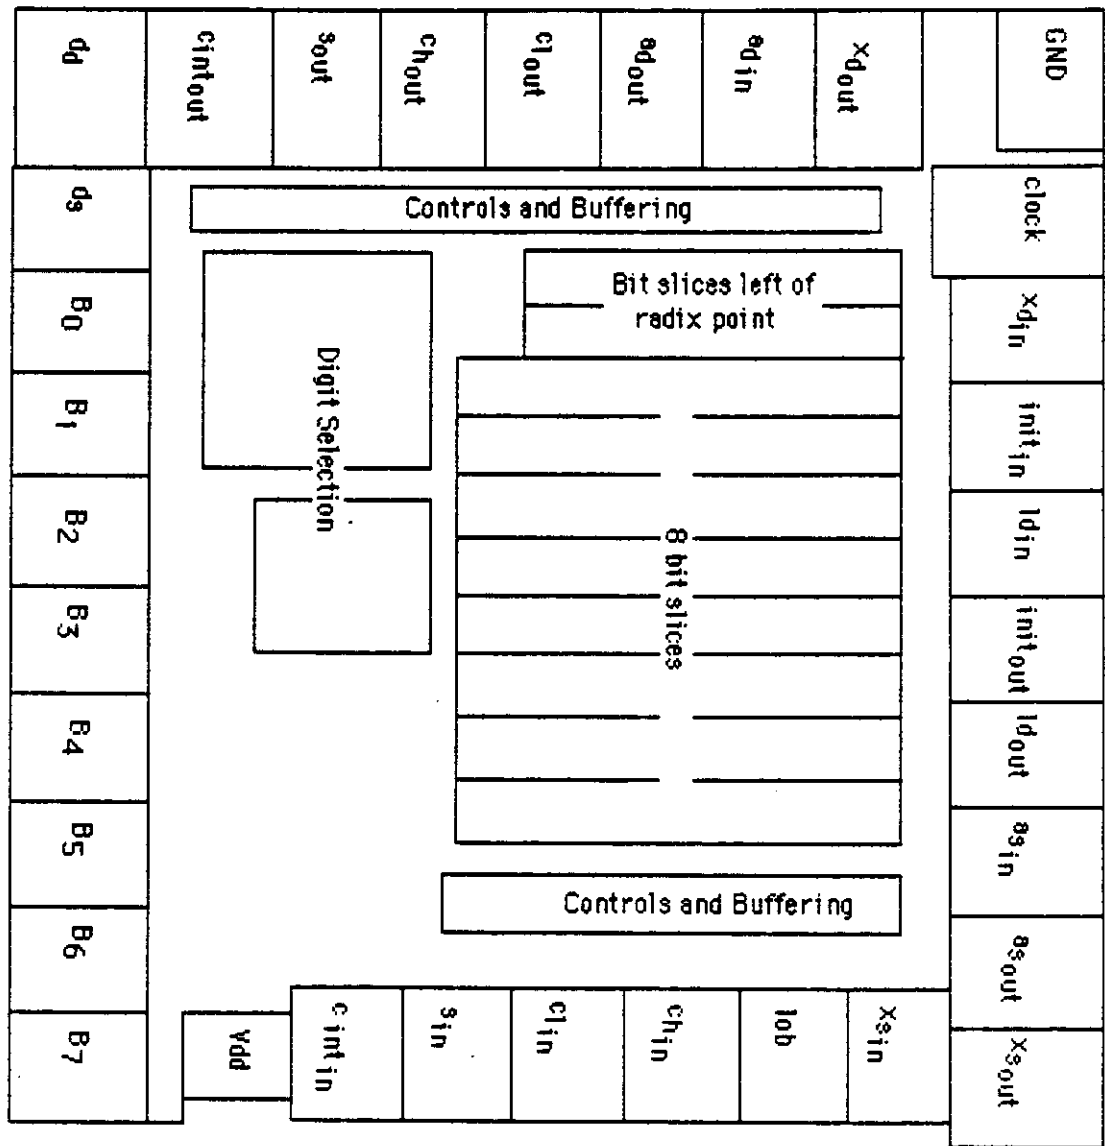 dd
cintout
sout
chout
clout
adout
adin
xdout
GND
ds
Controls and Buffering
clock
B0
Bit slices left of
radix point
xdin
B1
Digit Selection
initin
B2
8 bit slices
ldin
B3
initout
B4
ldout
B5
asin
Controls and Buffering
B6
asout
B7
Vdd
cintin
sin
clin
chin
lob
xsin
xsout